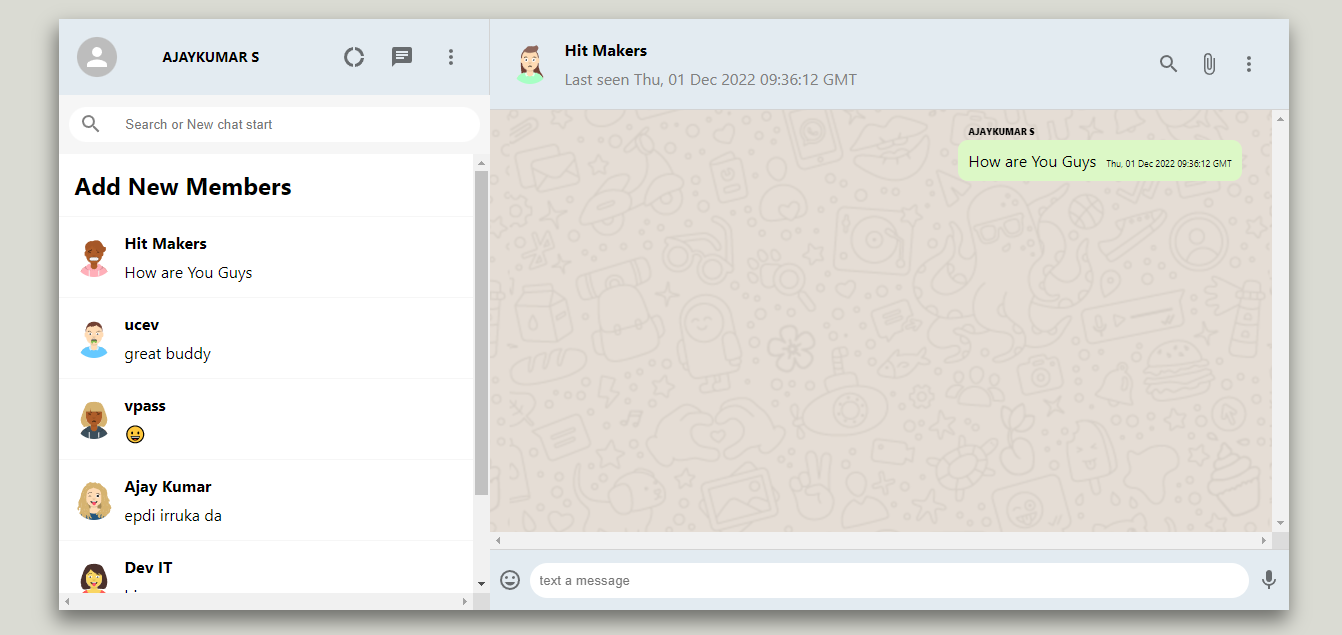 AJAYKUMAR S
Search or New chat start
Add New Members
Hit Makers
How are You Guys
ucev
great buddy
vpass
😀
Ajay Kumar
epdi irruka da
Dev IT
Hit Makers
Last seen Thu, 01 Dec 2022 09:36:12 GMT
AJAYKUMAR S
How are You Guys Thu, 01 Dec 2022 09:36:12 GMT
text a message